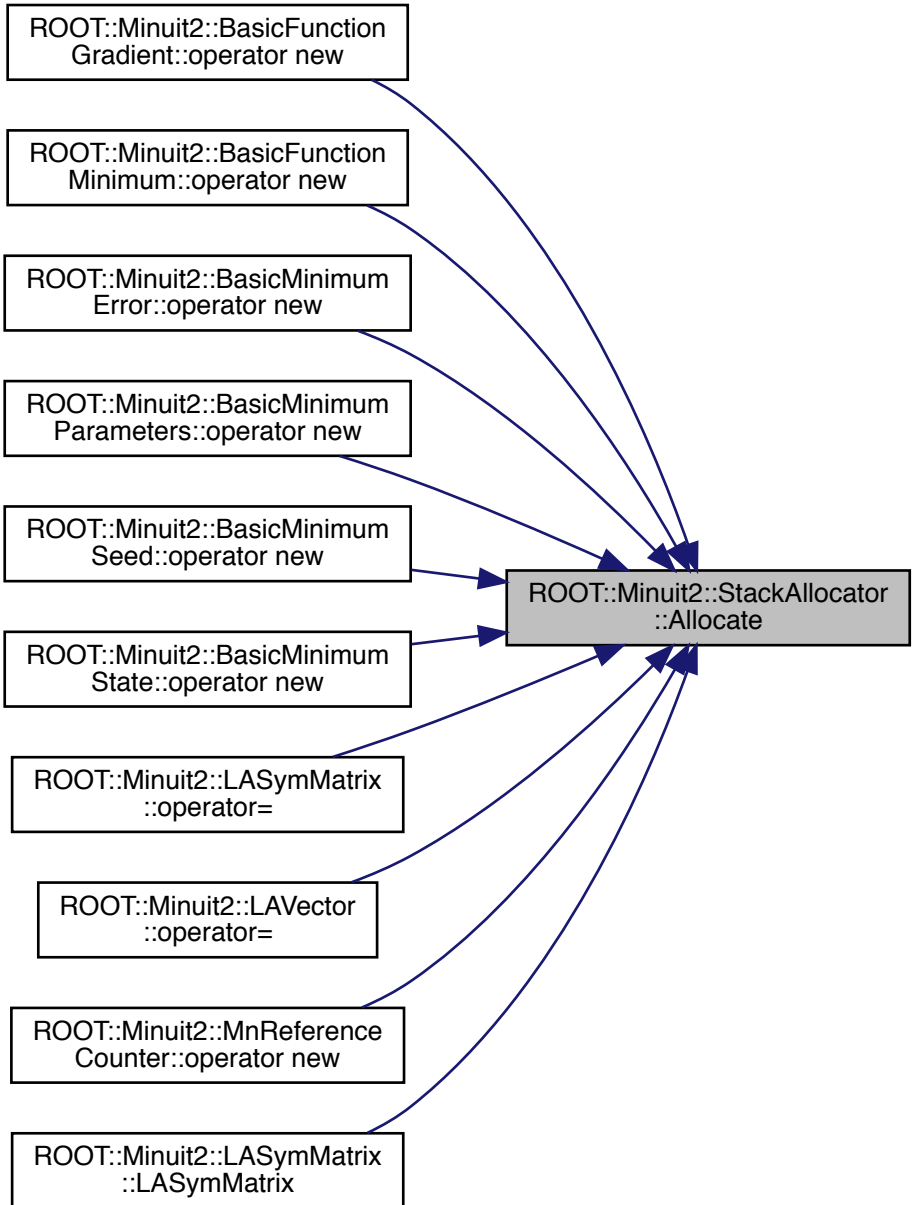 ROOT::Minuit2::BasicFunction
Gradient::operator new
ROOT::Minuit2::BasicFunction
Minimum::operator new
ROOT::Minuit2::BasicMinimum
Error::operator new
ROOT::Minuit2::BasicMinimum
Parameters::operator new
ROOT::Minuit2::BasicMinimum
Seed::operator new
ROOT::Minuit2::StackAllocator
::Allocate
ROOT::Minuit2::BasicMinimum
State::operator new
ROOT::Minuit2::LASymMatrix
::operator=
ROOT::Minuit2::LAVector
::operator=
ROOT::Minuit2::MnReference
Counter::operator new
ROOT::Minuit2::LASymMatrix
::LASymMatrix